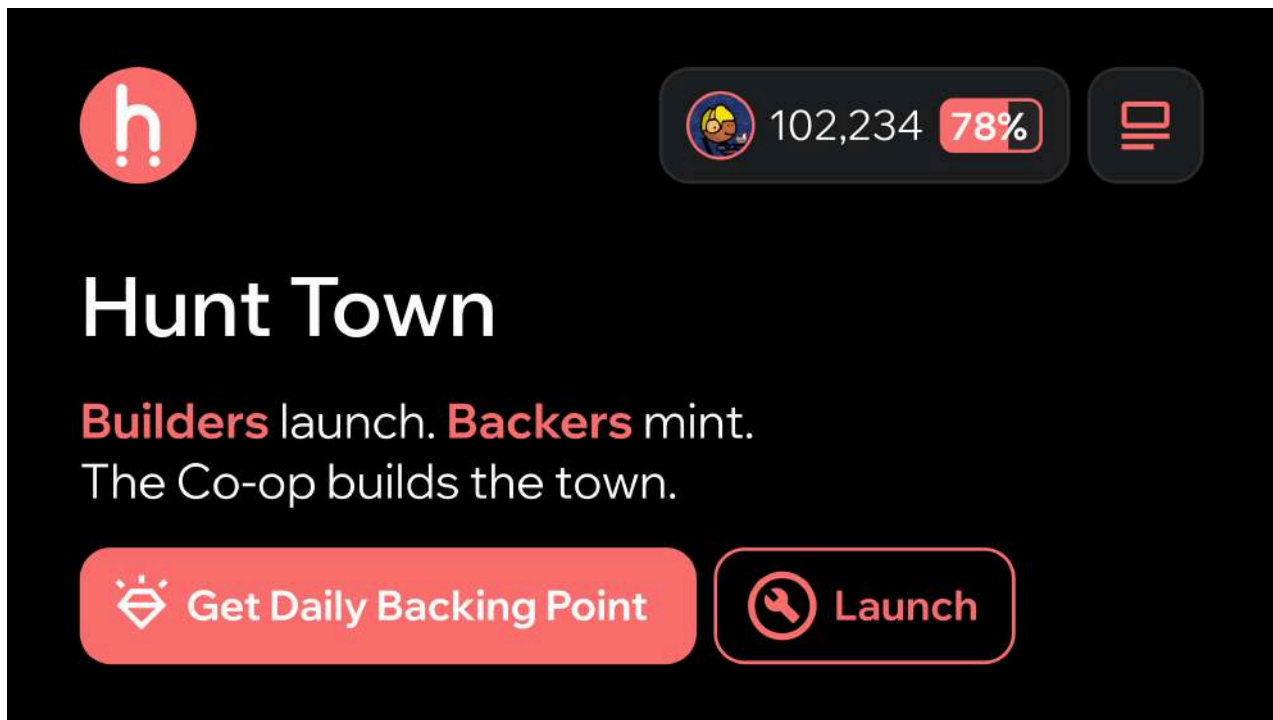 h
102,234 78%
Hunt Town
Builders launch. Backers mint.
The Co-op builds the town.
Get Daily Backing Point
Launch